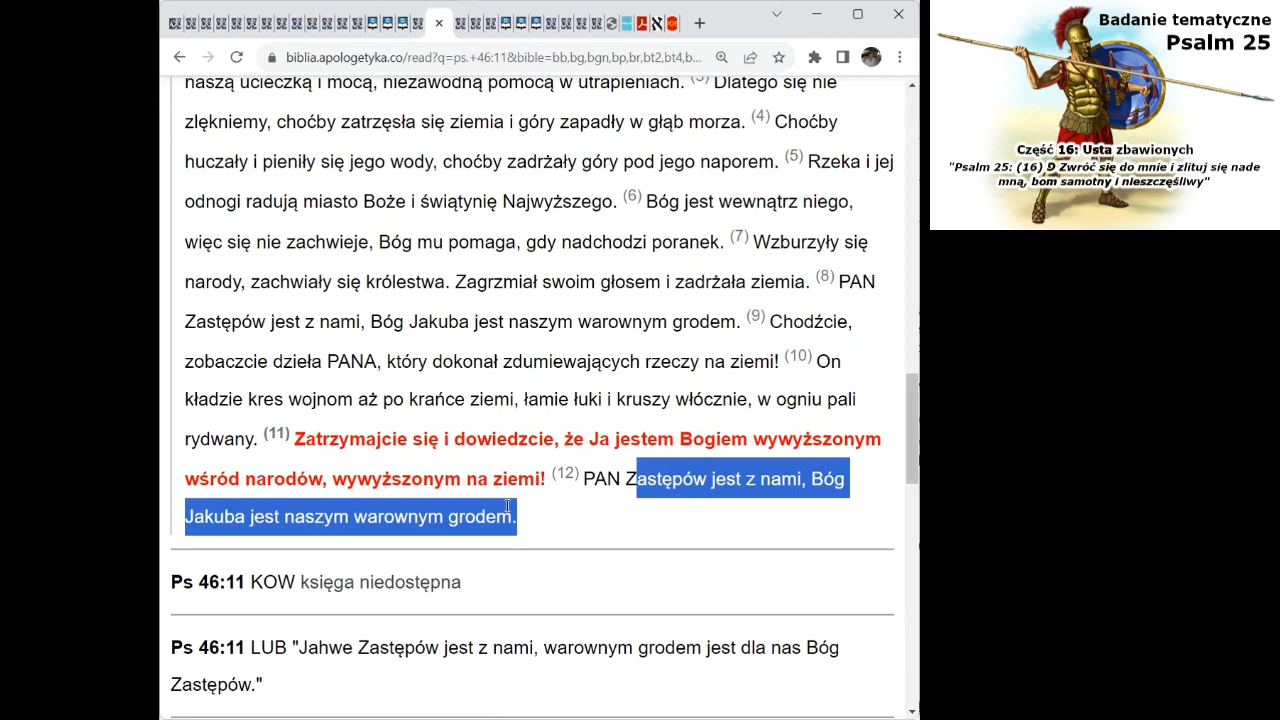 biblia.apologetyka.co/read?q=ps.+46:11&bible=bb,bg,bgn,bp,br,bt2,bt4,b...
naszą ucieczką i mocą, niezawodną pomocą w utrapieniach. (3) Dlatego się nie
zlękniemy, choćby zatrzęsła się ziemia i góry zapadły w głąb morza. (4) Choćby
huczały i pieniły się jego wody, choćby zadrżały góry pod jego naporem. (5) Rzeka i jej
odnogi radują miasto Boże i świątynię Najwyższego. (6) Bóg jest wewnątrz niego,
więc się nie zachwieje, Bóg mu pomaga, gdy nadchodzi poranek. (7) Wzburzyły się
narody, zachwiały się królestwa. Zagrzmiał swoim głosem i zadrżała ziemia. (8) PAN
Zastępów jest z nami, Bóg Jakuba jest naszym warownym grodem. (9) Chodźcie,
zobaczcie dzieła PANA, który dokonał zdumiewających rzeczy na ziemi! (10) On
kładzie kres wojnom aż po krańce ziemi, łamie łuki i kruszy włócznie, w ogniu pali
rydwany. (11) Zatrzymajcie się i dowiedzcie, że Ja jestem Bogiem wywyższonym
wśród narodów, wywyższonym na ziemi! (12) PAN Zastępów jest z nami, Bóg
Jakuba jest naszym warownym grodem.
Ps 46:11 KOW księga niedostępna
Ps 46:11 LUB "Jahwe Zastępów jest z nami, warownym grodem jest dla nas Bóg
Zastępów."
Badanie tematyczne
Psalm 25
Część 16: Usta zbawionych
"Psalm 25: (16) Ð Zwróć się do mnie i zlituj się nade
mną, bom samotny i nieszczęśliwy"